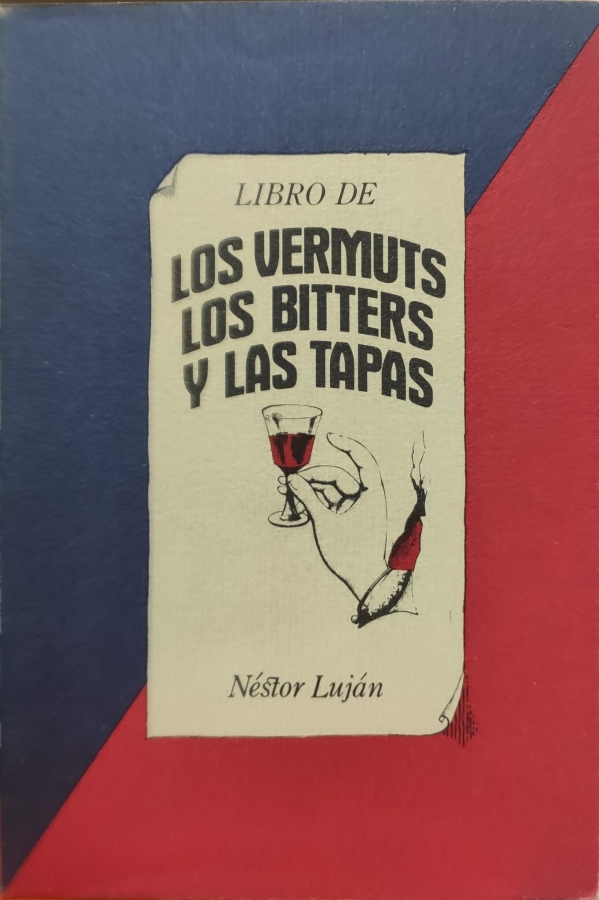 LIBRO DE
LOS VERMUTS
LOS BITTERS
Y LAS TAPAS
Néstor Luján